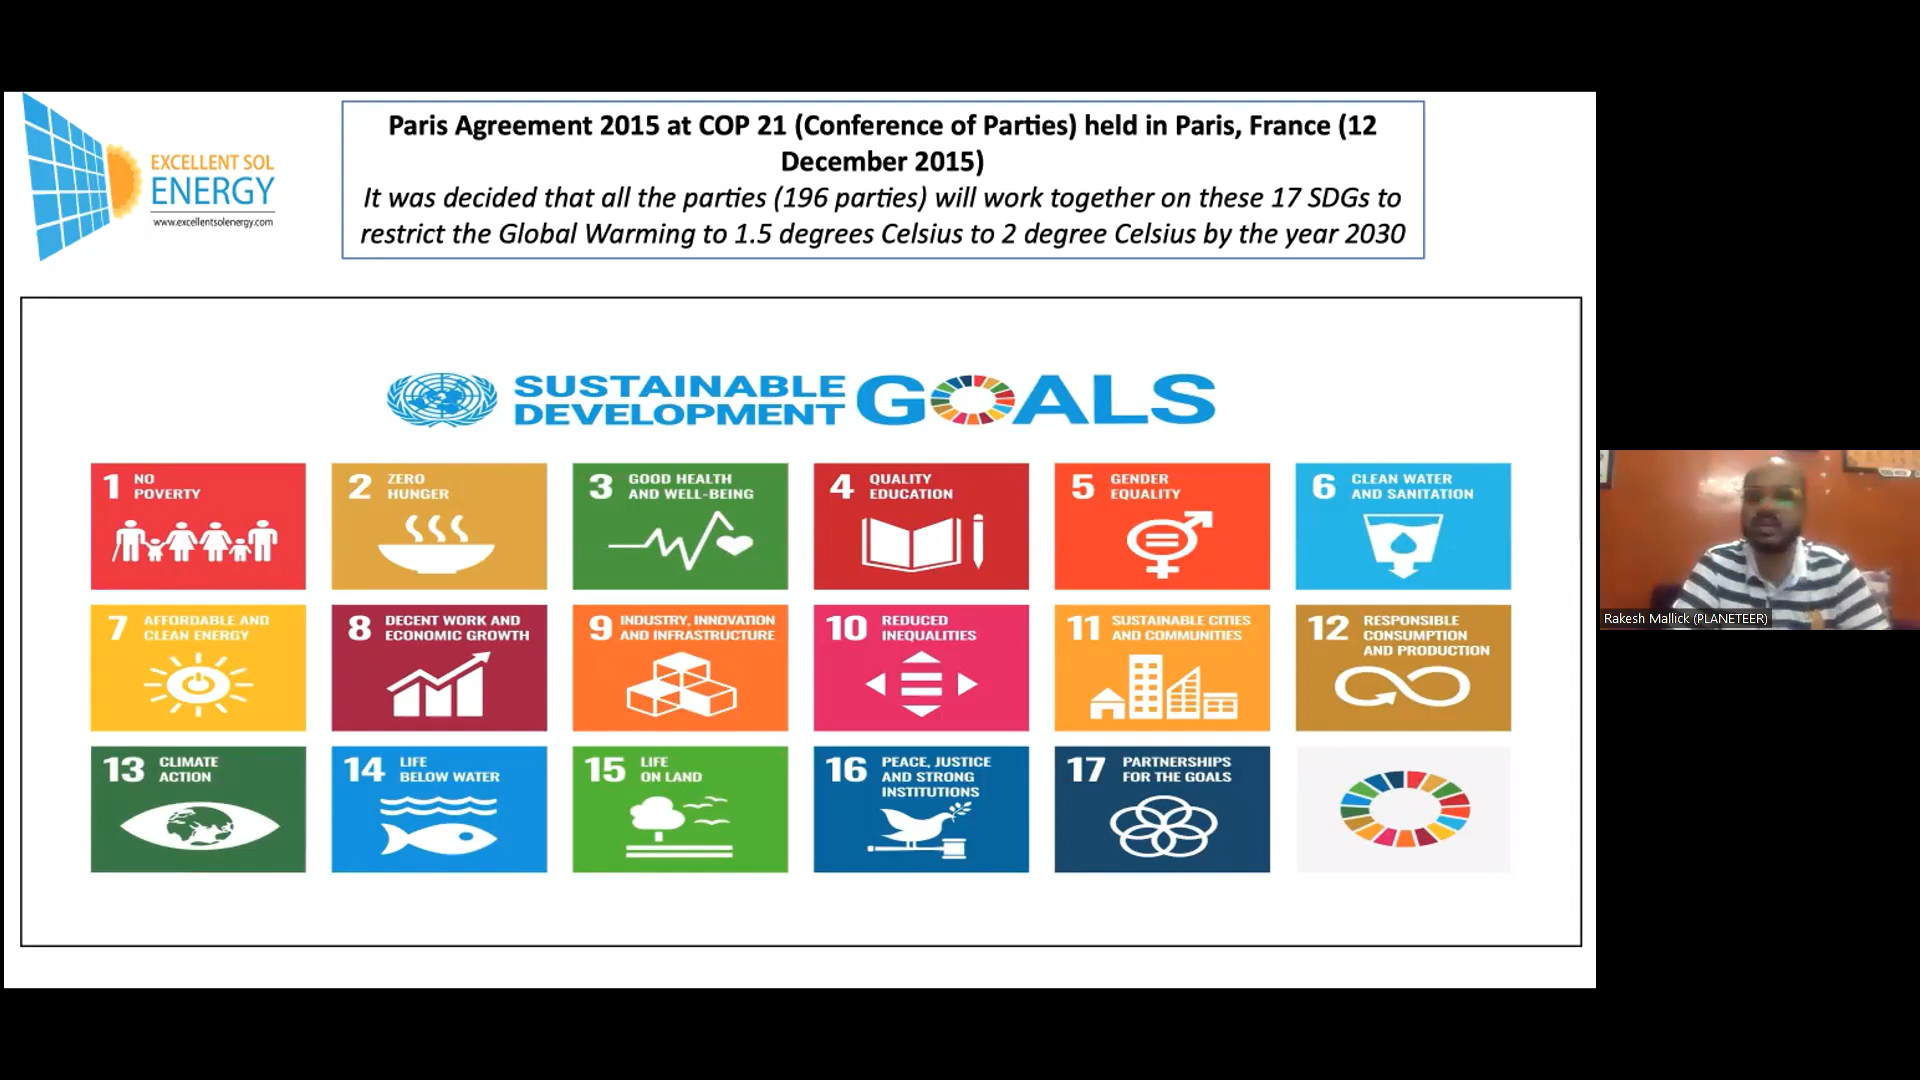 EXCELLENT SOL
ENERGY
www.excellentsolenergy.com
Paris Agreement 2015 at COP 21 (Conference of Parties) held in Paris, France (12
December 2015)
It was decided that all the parties (196 parties) will work together on these 17 SDGs to
restrict the Global Warming to 1.5 degrees Celsius to 2 degree Celsius by the year 2030
SUSTAINABLE
DEVELOPMENT
GOALS
1 NO
POVERTY
2 ZERO
HUNGER
3 GOOD HEALTH
AND WELL-BEING
4 QUALITY
EDUCATION
5 GENDER
EQUALITY
6 CLEAN WATER
AND SANITATION
7 AFFORDABLE AND
CLEAN ENERGY
8 DECENT WORK AND
ECONOMIC GROWTH
9 INDUSTRY, INNOVATION
AND INFRASTRUCTURE
10 REDUCED
INEQUALITIES
11 SUSTAINABLE CITIES
AND COMMUNITIES
12 RESPONSIBLE
CONSUMPTION
AND PRODUCTION
13 CLIMATE
ACTION
14 LIFE
BELOW WATER
15 LIFE
ON LAND
16 PEACE, JUSTICE
AND STRONG
INSTITUTIONS
17 PARTNERSHIPS
FOR THE GOALS
Rakesh Mallick (PLANETEER)